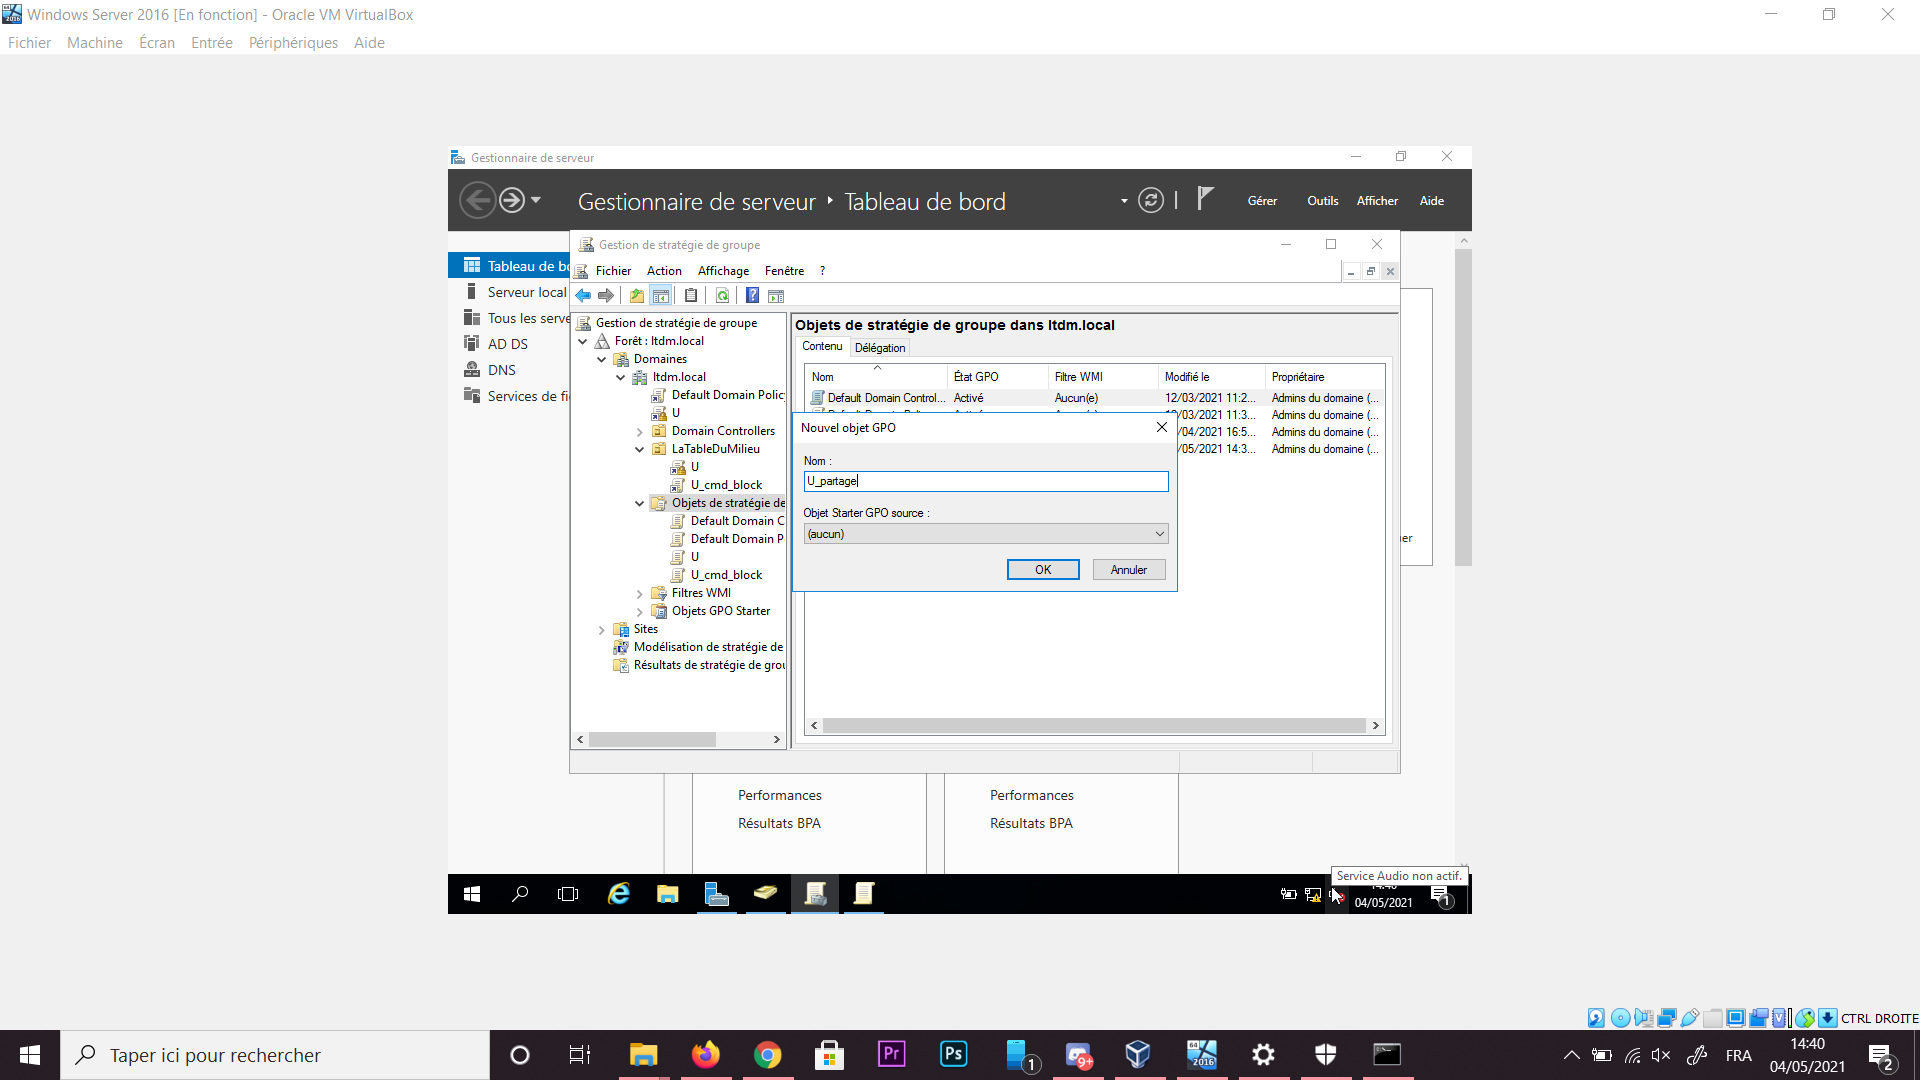 Windows Server 2016 [En fonction] - Oracle VM VirtualBox
Fichier Machine Écran Entrée Périphériques Aide
Gestionnaire de serveur
Gestionnaire de serveur ‣ Tableau de bord
Gérer Outils Afficher Aide
Tableau de bo
Serveur local
Tous les serve
AD DS
DNS
Services de fi
Gestion de stratégie de groupe
Fichier Action Affichage Fenêtre ?
Gestion de stratégie de groupe
Forêt : ltdm.local
Domaines
ltdm.local
Default Domain Polic
U
Domain Controllers
LaTableDuMilieu
U
U_cmd_block
Objets de stratégie de
Default Domain C
Default Domain P
U
U_cmd_block
Filtres WMI
Objets GPO Starter
Sites
Modélisation de stratégie de
Résultats de stratégie de grou
Objets de stratégie de groupe dans ltdm.local
Contenu Délégation
Nom État GPO Filtre WMI Modifié le Propriétaire
Default Domain Control... Activé Aucun(e) 12/03/2021 11:2... Admins du domaine (...
/03/2021 11:3... Admins du domaine (...
/04/2021 16:5... Admins du domaine (...
/05/2021 14:3... Admins du domaine (...
Nouvel objet GPO
Nom :
U_partage
Objet Starter GPO source :
(aucun)
OK Annuler
er
Performances
Résultats BPA
Performances
Résultats BPA
Service Audio non actif.
04/05/2021
1
CTRL DROITE
Taper ici pour rechercher
Pr
Ps
1
9+
64
2016
FRA
14:40
04/05/2021
2